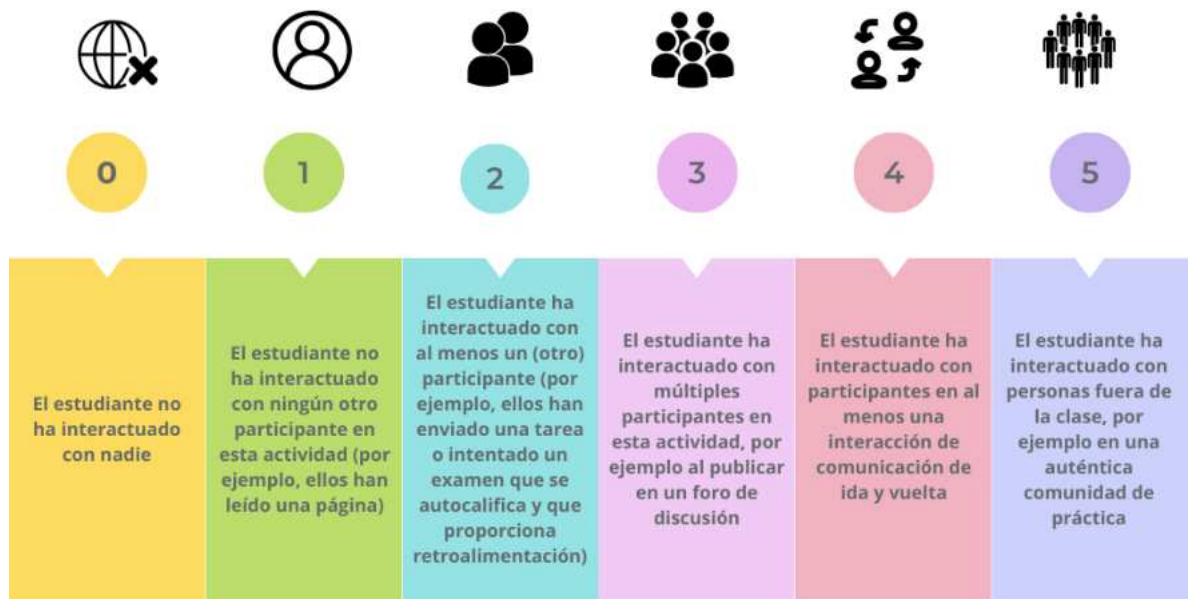 0
1
2
3
4
5
El estudiante no
ha interactuado
con nadie
El estudiante no
ha interactuado
con ningún otro
participante en
esta actividad (por
ejemplo, ellos han
leído una página)
El estudiante ha
interactuado con
al menos un (otro)
participante (por
ejemplo, ellos han
enviado una tarea
o intentado un
examen que se
autocalifica y que
proporciona
retroalimentación)
El estudiante ha
interactuado con
múltiples
participantes en
esta actividad, por
ejemplo al publicar
en un foro de
discusión
El estudiante ha
interactuado con
participantes en al
menos una
interacción de
comunicación de
ida y vuelta
El estudiante ha
interactuado con
personas fuera de
la clase, por
ejemplo en una
auténtica
comunidad de
práctica